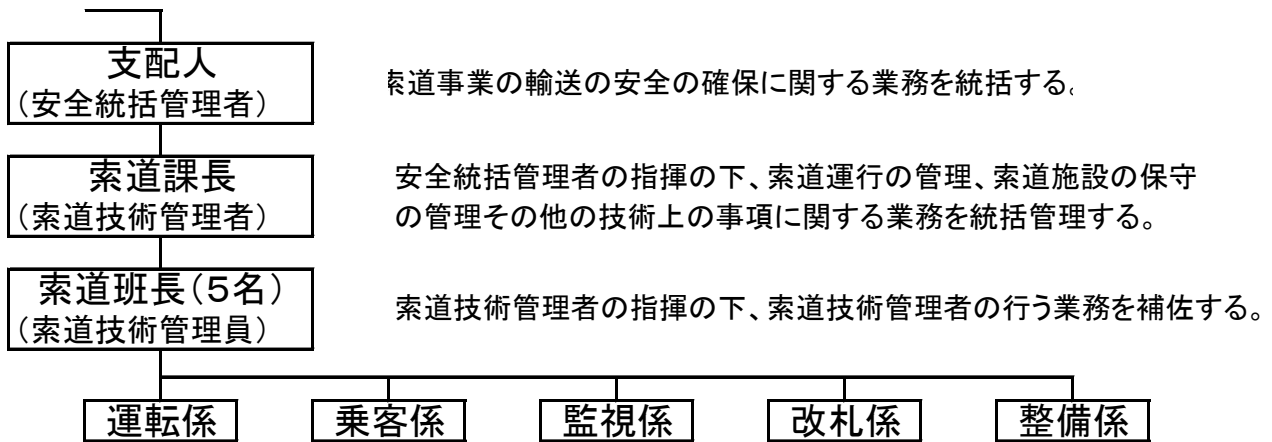 支配人
（安全統括管理者）
索道事業の輸送の安全の確保に関する業務を統括する。
索道課長
（索道技術管理者）
安全統括管理者の指揮の下、索道運行の管理、索道施設の保守
の管理その他の技術上の事項に関する業務を統括管理する。
索道班長（５名）
（索道技術管理員）
索道技術管理者の指揮の下、索道技術管理者の行う業務を補佐する。
運転係
乗客係
監視係
改札係
整備係